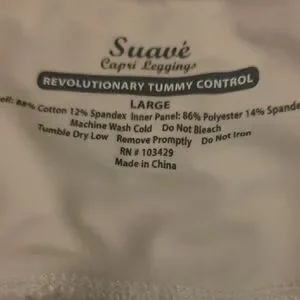 Suavé
Capri Leggings
REVOLUTIONARY TUMMY CONTROL
LARGE
88% Cotton 12% Spandex Inner Panel: 86% Polyester 14% Spande
Machine Wash Cold Do Not Bleach
Tumble Dry Low Remove Promptly Do Not Iron
RN # 103429
Made in China